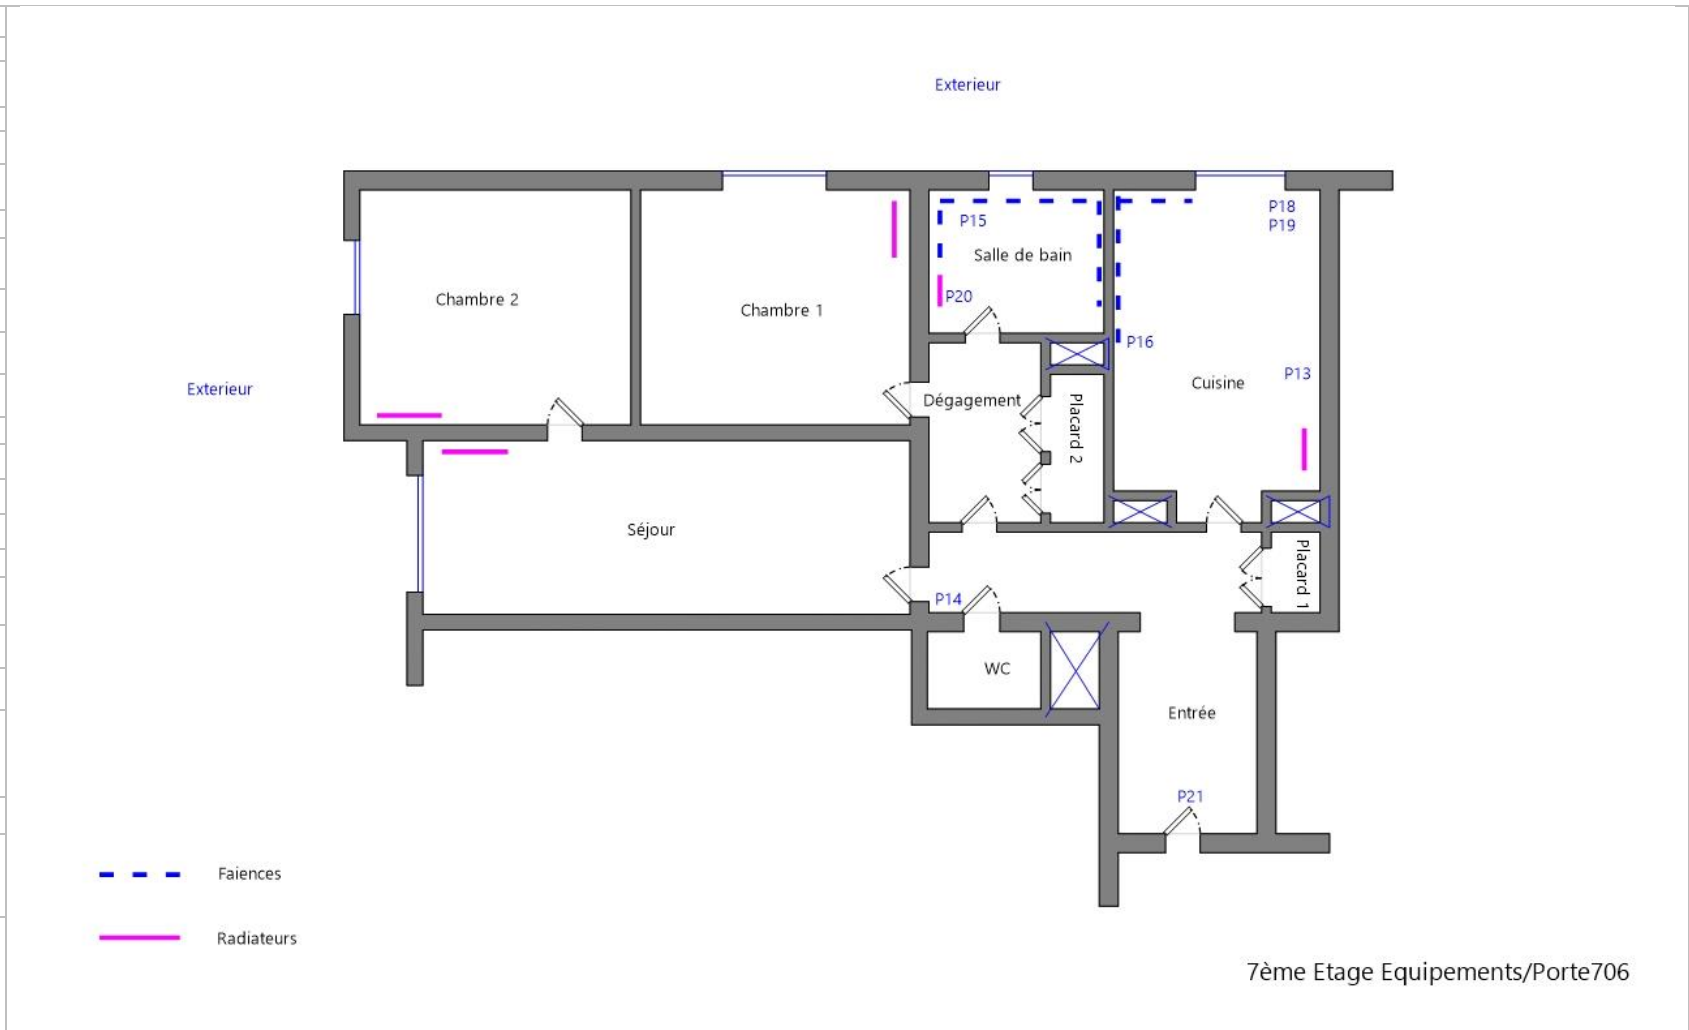 Exterieur
P15
P18
P19
Salle de bain
Chambre 2
P20
Chambre 1
P16
P13
Cuisine
Exterieur
Dégagement
Placard 2
Séjour
Placard 1
P14
WC
Entrée
P21
Faiences
Radiateurs
7ème Etage Equipements/Porte706